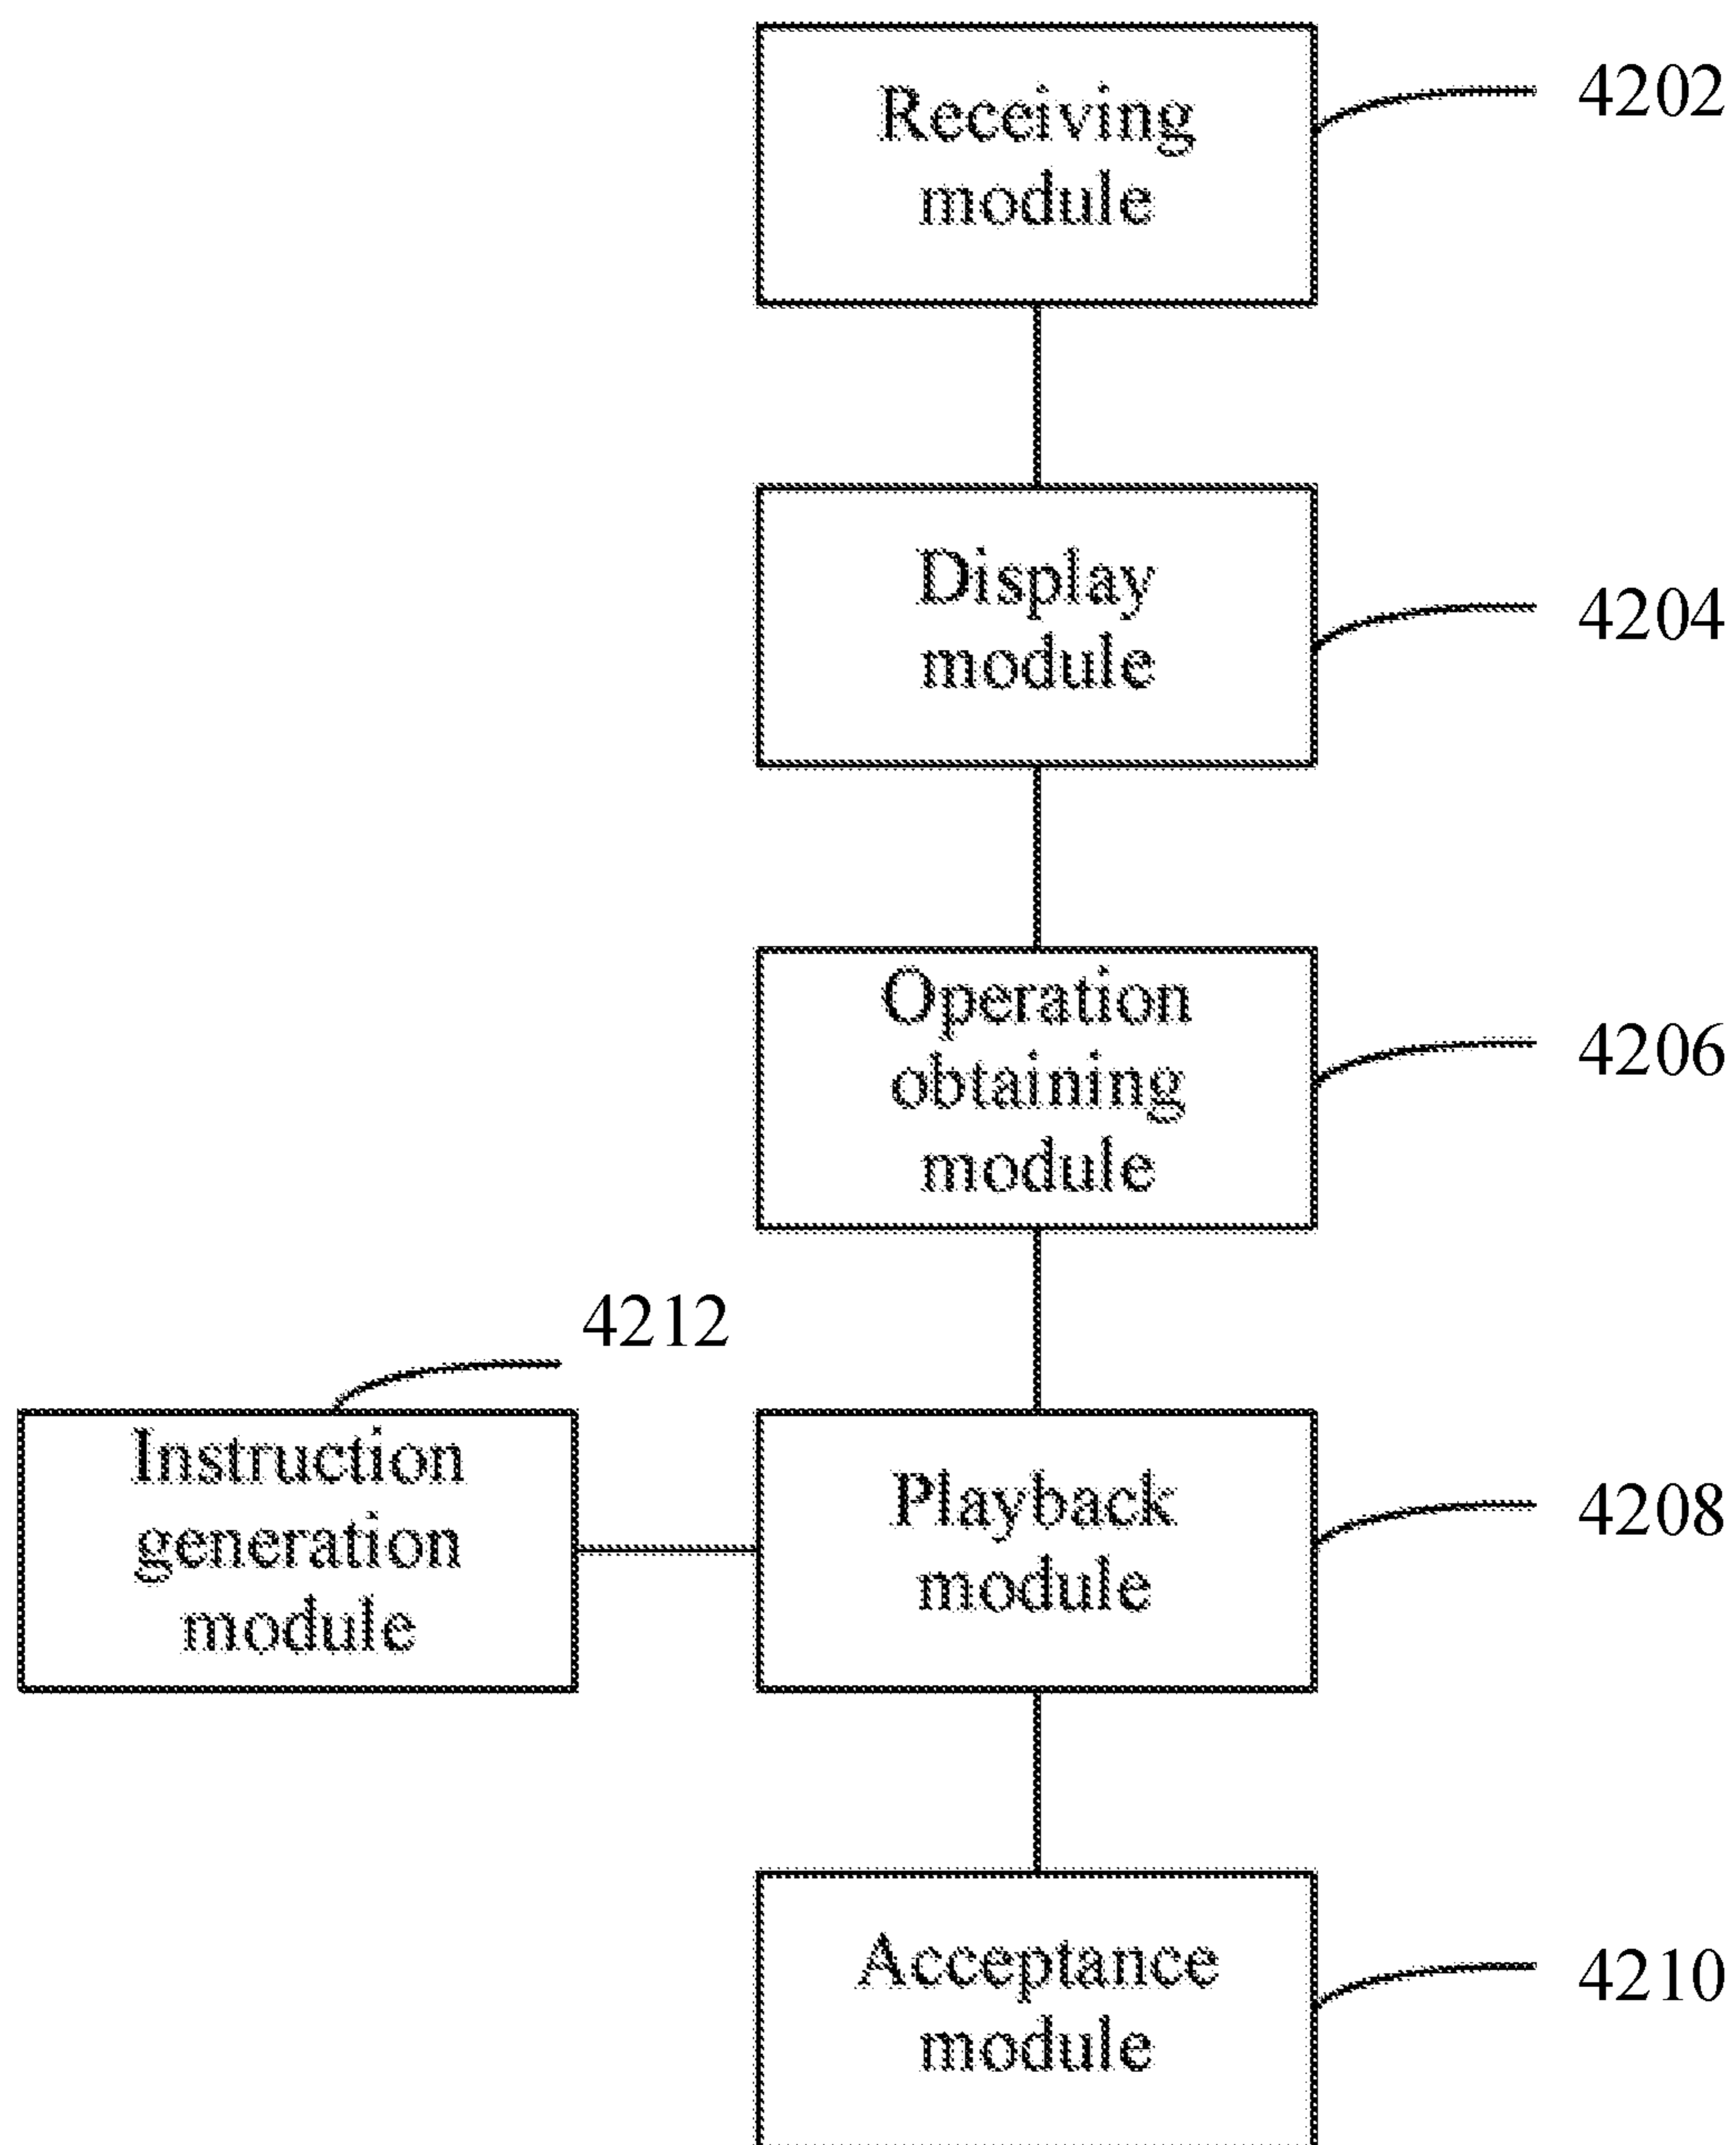 Receiving
module
4202
Display
module
4204
Operation
obtaining
module
4206
4212
Instruction
generation
module
Playback
module
4208
Acceptance
module
4210